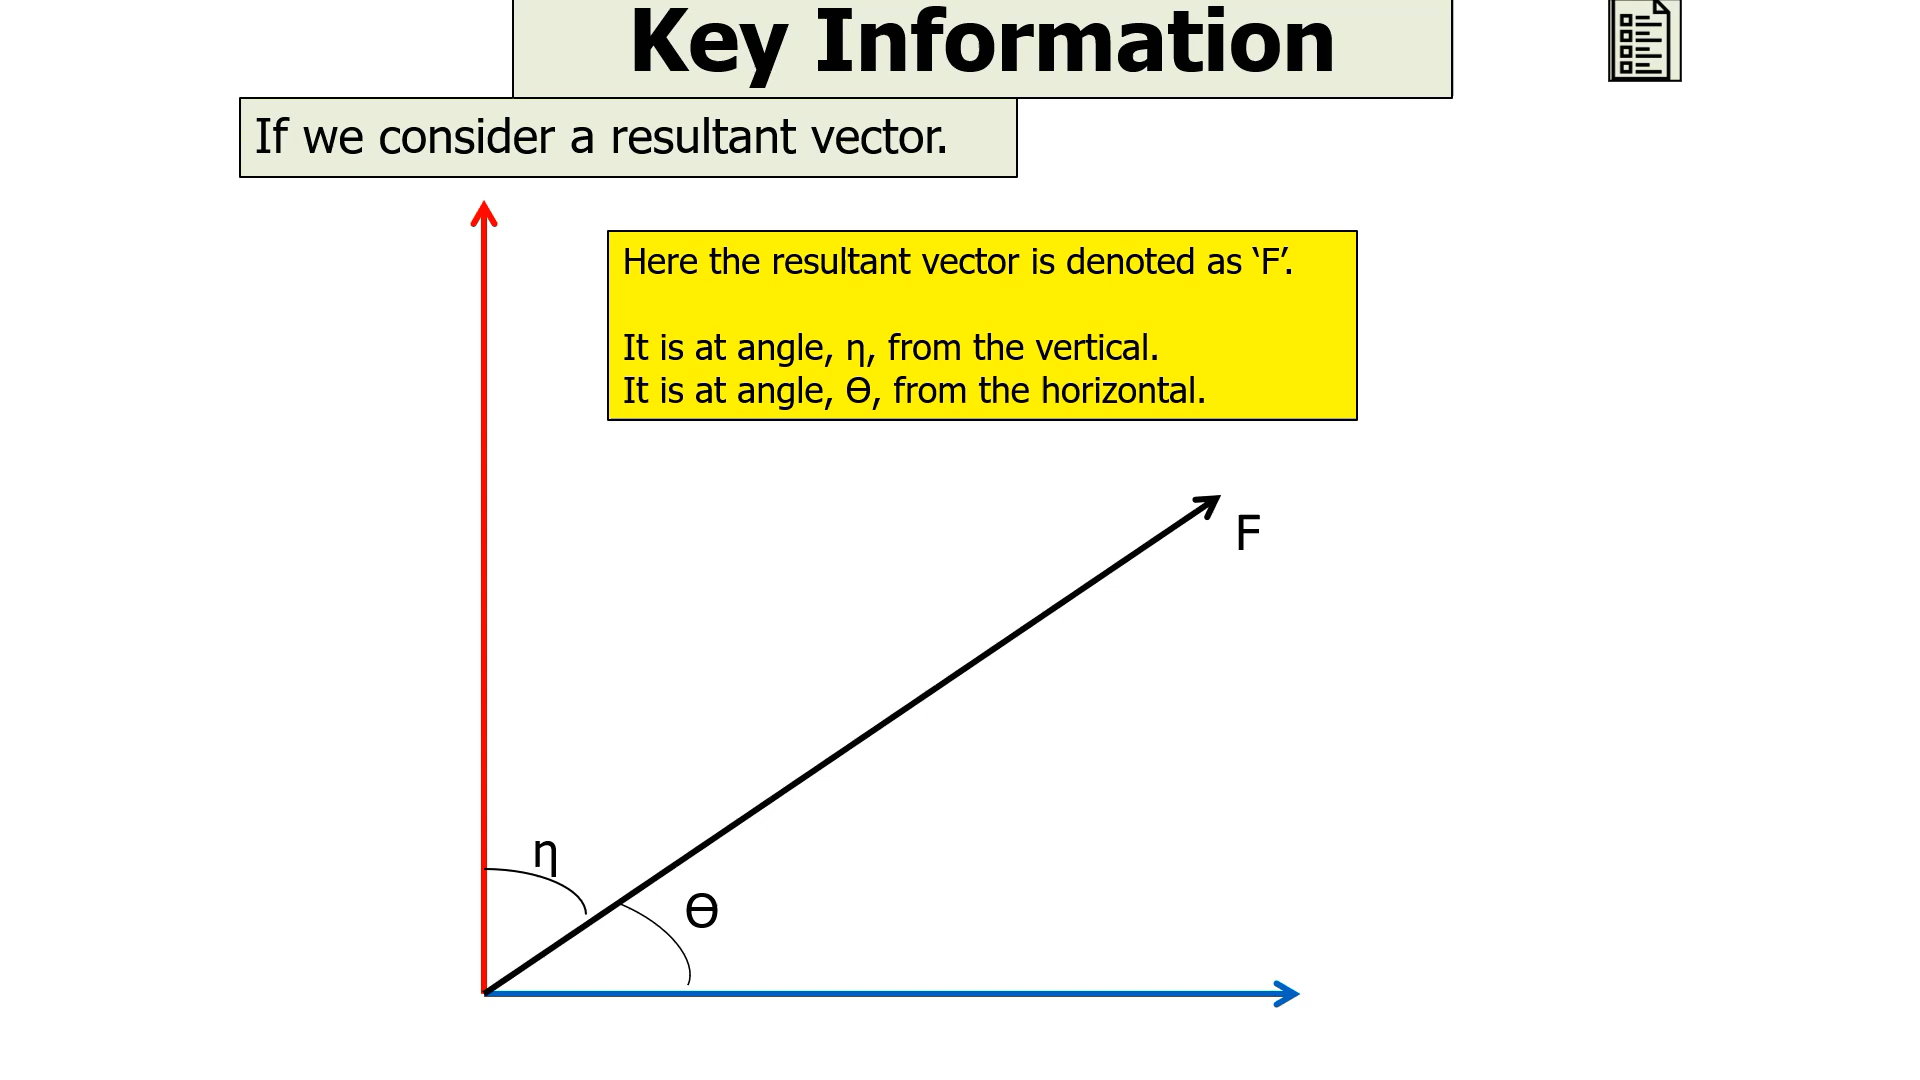 Key Information
If we consider a resultant vector.
Here the resultant vector is denoted as ‘F’.
It is at angle, η, from the vertical.
It is at angle, ϴ, from the horizontal.
F
η
ϴ